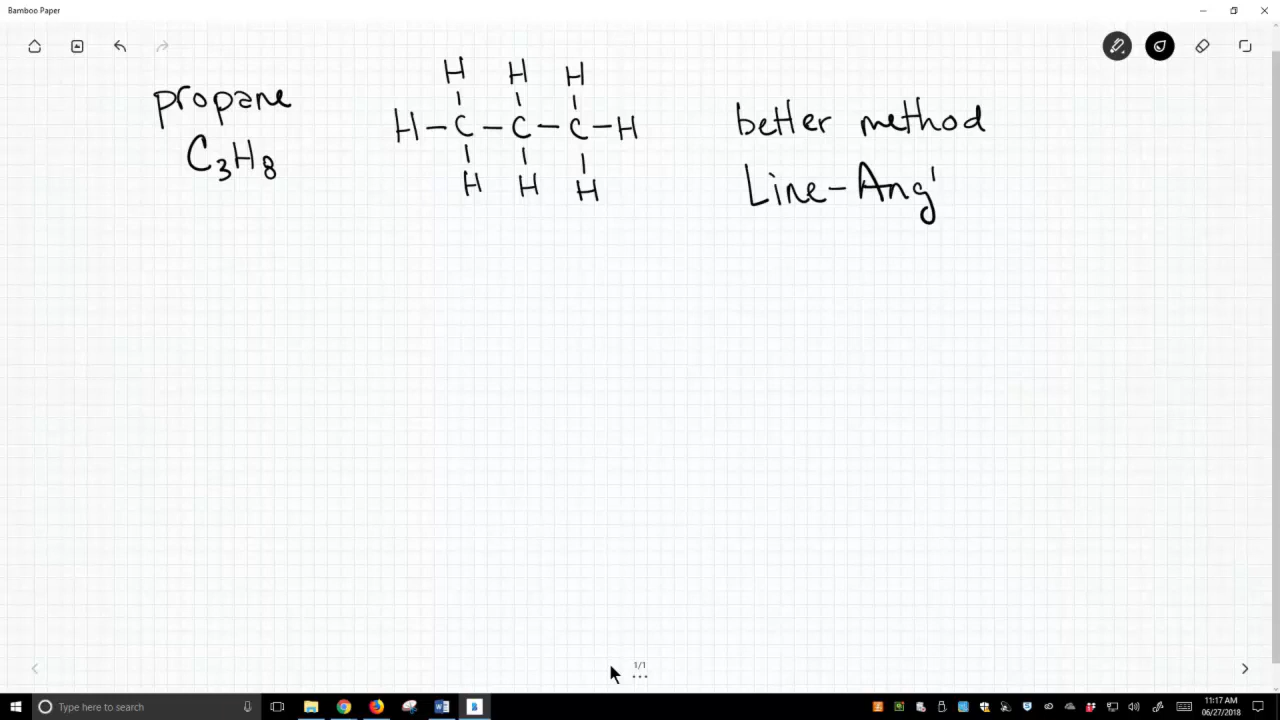 Bamboo Paper
propane
C₃H₈
H H H
H-C-C-C-H
H H H
better method
Line-Ang
1/1
Type here to search
11:17 AM
06/27/2018